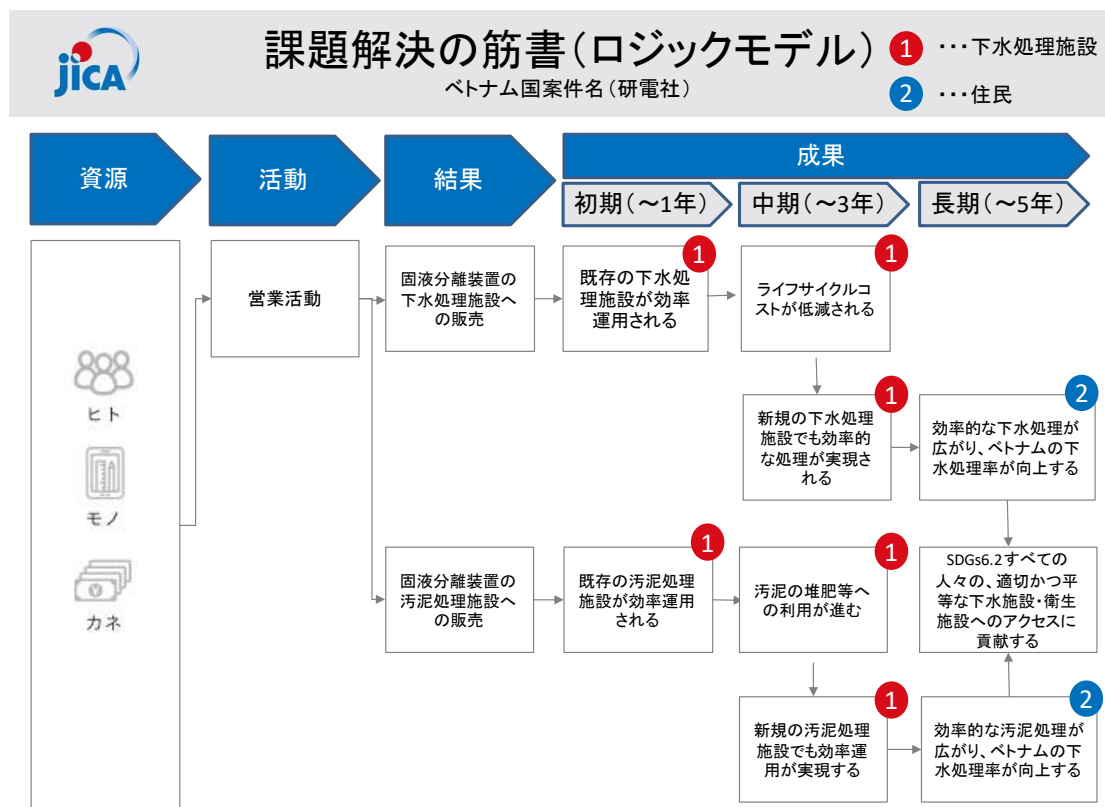 jica
課題解決の筋書(ロジックモデル)
ベトナム国案件名(研電社)
1 ・・・下水処理施設
2 ・・・住民
資源
活動
結果
成果
初期(~1年)
中期(~3年)
長期(~5年)
ヒト
モノ
カネ
営業活動
固液分離装置の
下水処理施設へ
の販売
1
既存の下水処
理施設が効率
運用される
1
ライフサイクルコ
ストが低減される
1
新規の下水処理
施設でも効率的
な処理が実現さ
れる
2
効率的な下水処理が
広がり、ベトナムの下
水処理率が向上する
固液分離装置の
汚泥処理施設へ
の販売
1
既存の汚泥処理
施設が効率運用
される
1
汚泥の堆肥等へ
の利用が進む
SDGs6.2すべての
人々の、適切かつ平
等な下水施設・衛生
施設へのアクセスに
貢献する
1
新規の汚泥処理
施設でも効率運
用が実現する
2
効率的な汚泥処理が
広がり、ベトナムの下
水処理率が向上する